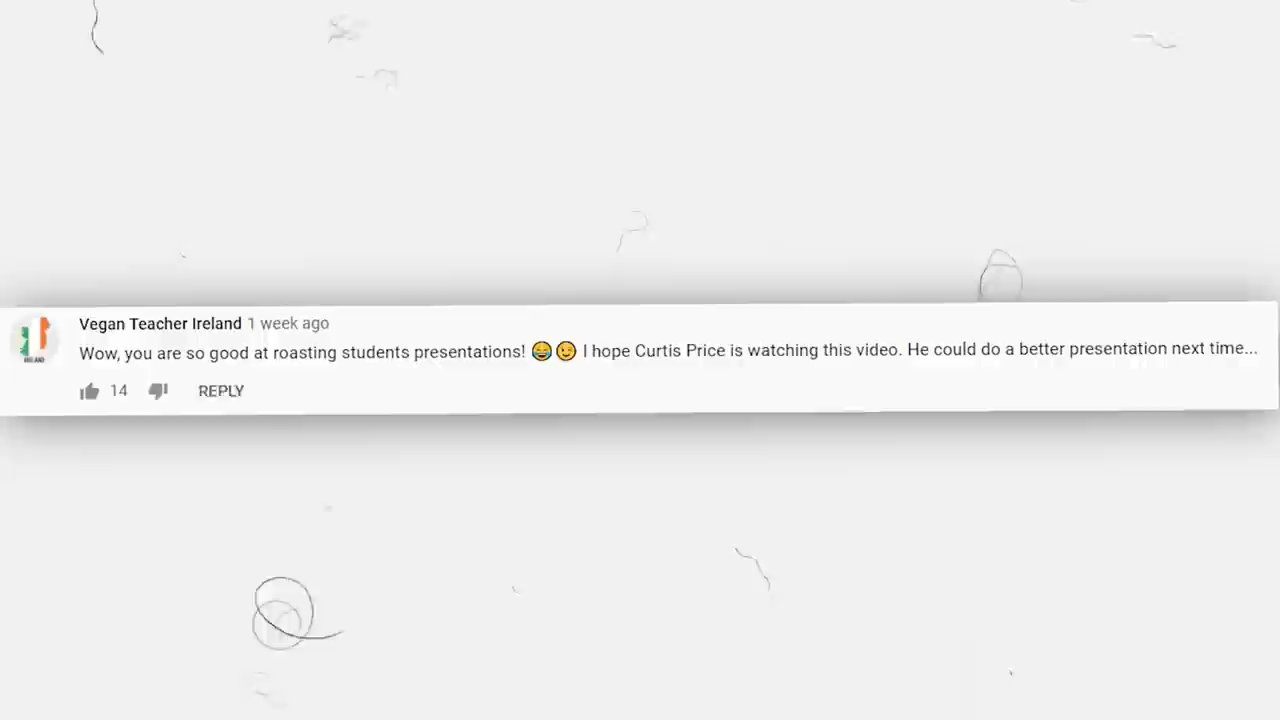 Vegan Teacher Ireland 1 week ago
Wow, you are so good at roasting students presentations! 😂😉 I hope Curtis Price is watching this video. He could do a better presentation next time...
14 REPLY
IRELAND